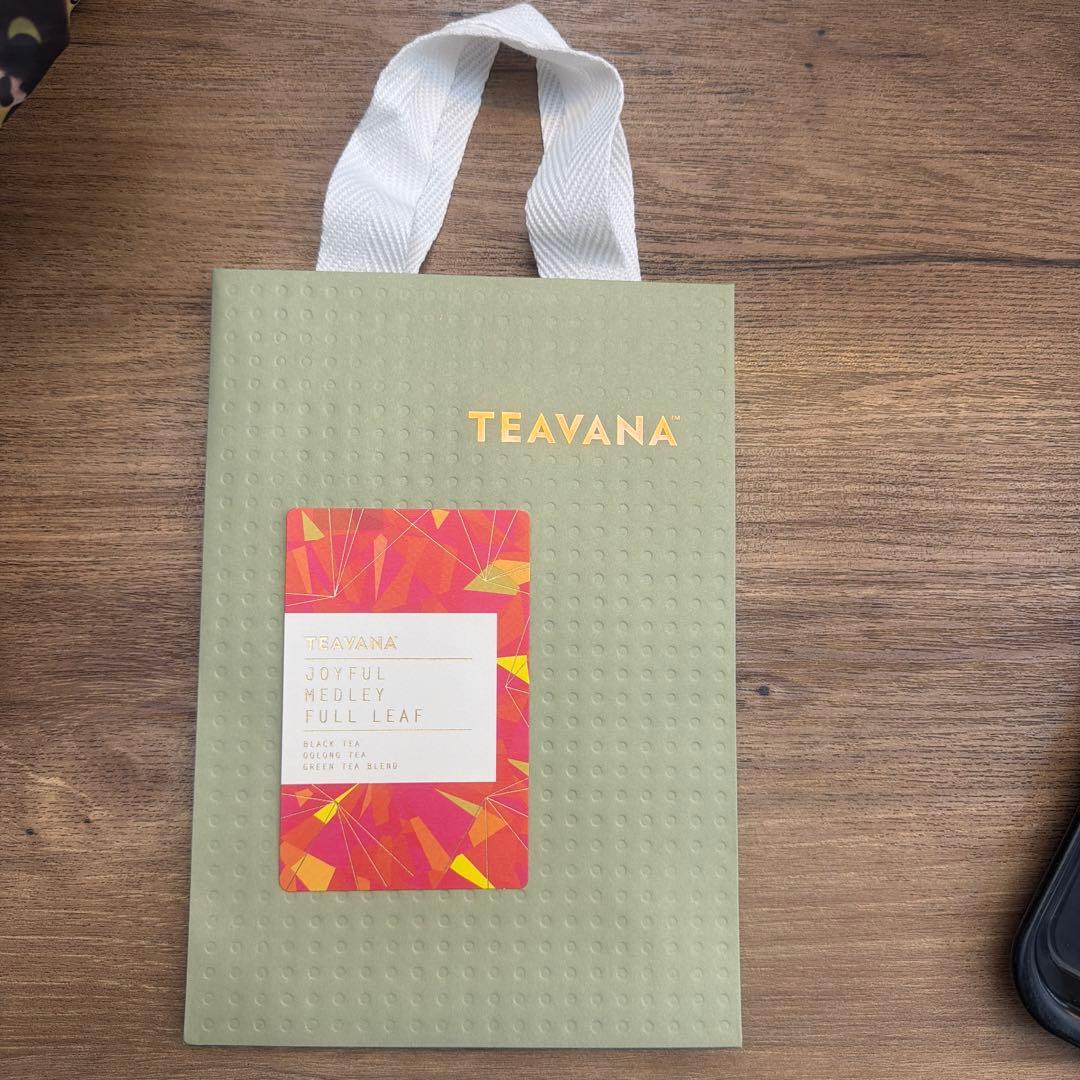 TEAVANA™
TEAVANA™
JOYFUL
MEDLEY
FULL LEAF
BLACK TEA
OOLONG TEA
GREEN TEA BLEND